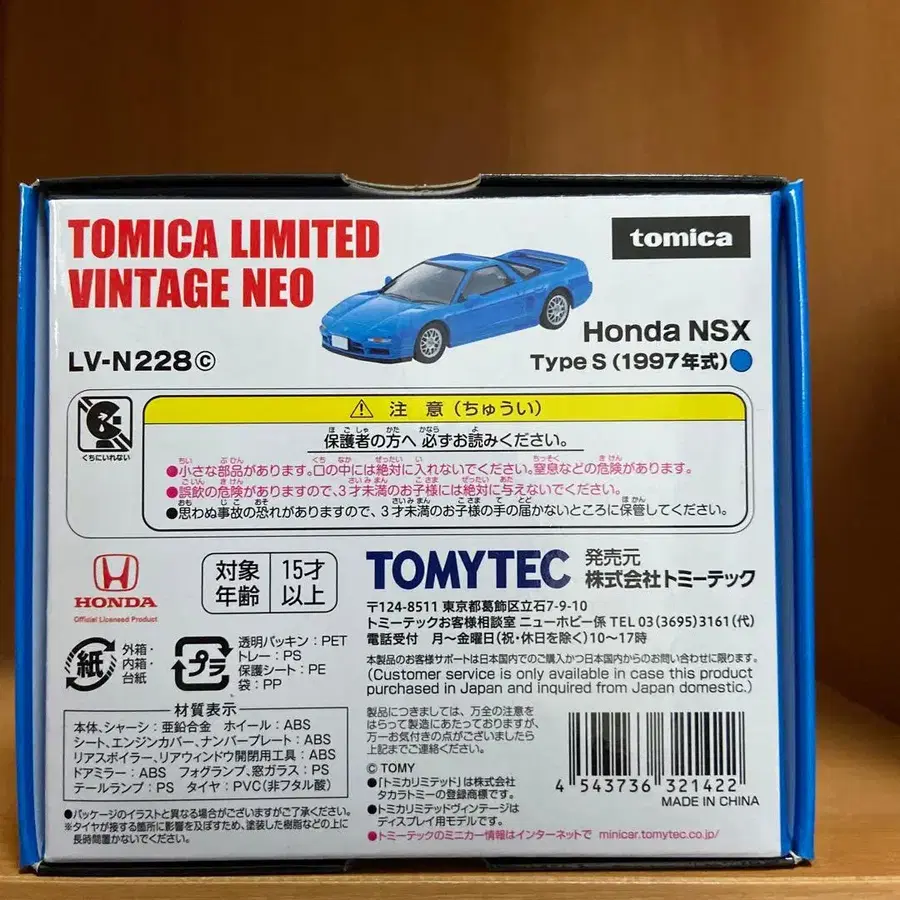 TOMICA LIMITED
VINTAGE NEO
tomica
LV-N228©
Honda NSX
Type S (1997年式)
くちにいれない
⚠ 注 意 (ちゅうい)
保護者の方へ 必ずお読みください。
●小さな部品があります。口の中には絶対に入れないでください。窒息などの危険があります。
●誤飲の危険がありますので、3才未満のお子様には絶対に与えないでください。
●思わぬ事故の恐れがありますので、3才未満のお子様の手の届かないところに保管してください。
HONDA
Official Licensed Product
対象
年齢
15才
以上
TOMYTEC
発売元
株式会社トミーテック
〒124-8511 東京都葛飾区立石7-9-10
トミーテックお客様相談室 ニューホビー係 TEL 03(3695)3161(代)
電話受付 月～金曜日(祝・休日を除く)10～17時
紙
外箱・
内箱・
台紙
プラ
透明パッキン:PET
トレー:PS
保護シート:PE
袋:PP
本製品のお客様サポートは日本国内でのご購入かつ日本国内からのお問い合わせに限ります。
(Customer service is only available in case this product
purchased in Japan and inquired from Japan domestic.)
材質表示
本体、シャーシ:亜鉛合金 ホイール:ABS
シート、エンジンカバー、ナンバープレート:ABS
リアスポイラー、リアウィンドウ開閉用工具:ABS
ドアミラー:ABS フォグランプ、窓ガラス:PS
テールランプ:PS タイヤ:PVC(非フタル酸)
製品につきましては、万全の注意を
はらって製造にあたっておりますが、
万一お気付きの点がございましたら
上記までご連絡ください。
© TOMY
●「トミカリミテッド」は株式会社
タカラトミーの登録商標です。
●トミカリミテッドヴィンテージは
ディスプレイ用モデルです。
●トミーテックのミニカー情報はインターネットで minicar.tomytec.co.jp/
4 543736 321422
MADE IN CHINA
●パッケージのイラストと異なる場合がございますがご了承ください。
※タイヤが接する箇所に影響を及ぼすため、塗装した樹脂などの上に
長時間置かないでください。